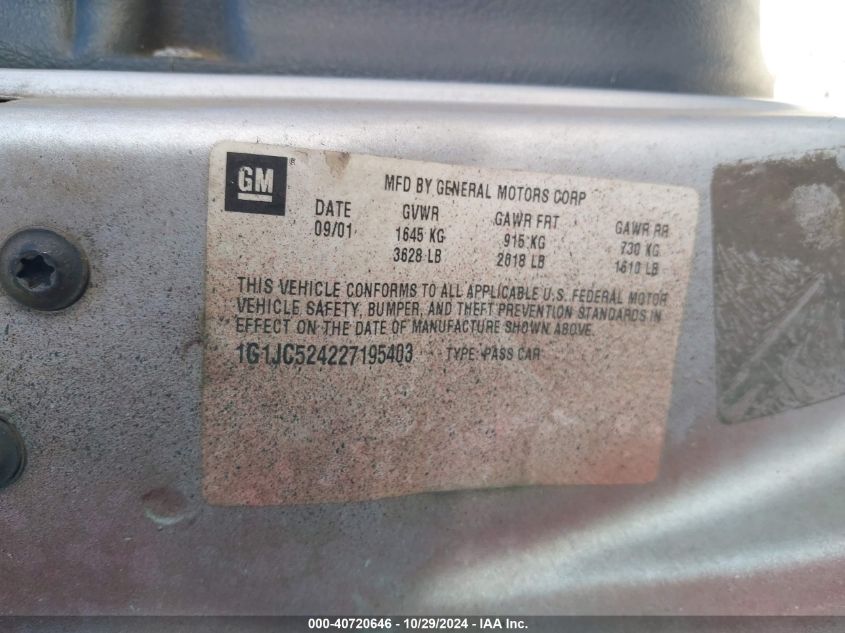 GM ®
MFD BY GENERAL MOTORS CORP
DATE GVWR GAWR FRT GAWR RR
09/01 1645 KG 915 KG 730 KG
3628 LB 2018 LB 1610 LB
THIS VEHICLE CONFORMS TO ALL APPLICABLE U.S. FEDERAL MOTOR
VEHICLE SAFETY, BUMPER, AND THEFT PREVENTION STANDARDS IN
EFFECT ON THE DATE OF MANUFACTURE SHOWN ABOVE.
1G1JC524227195403 TYPE: PASS CAR
000-40720646 - 10/29/2024 - IAA Inc.